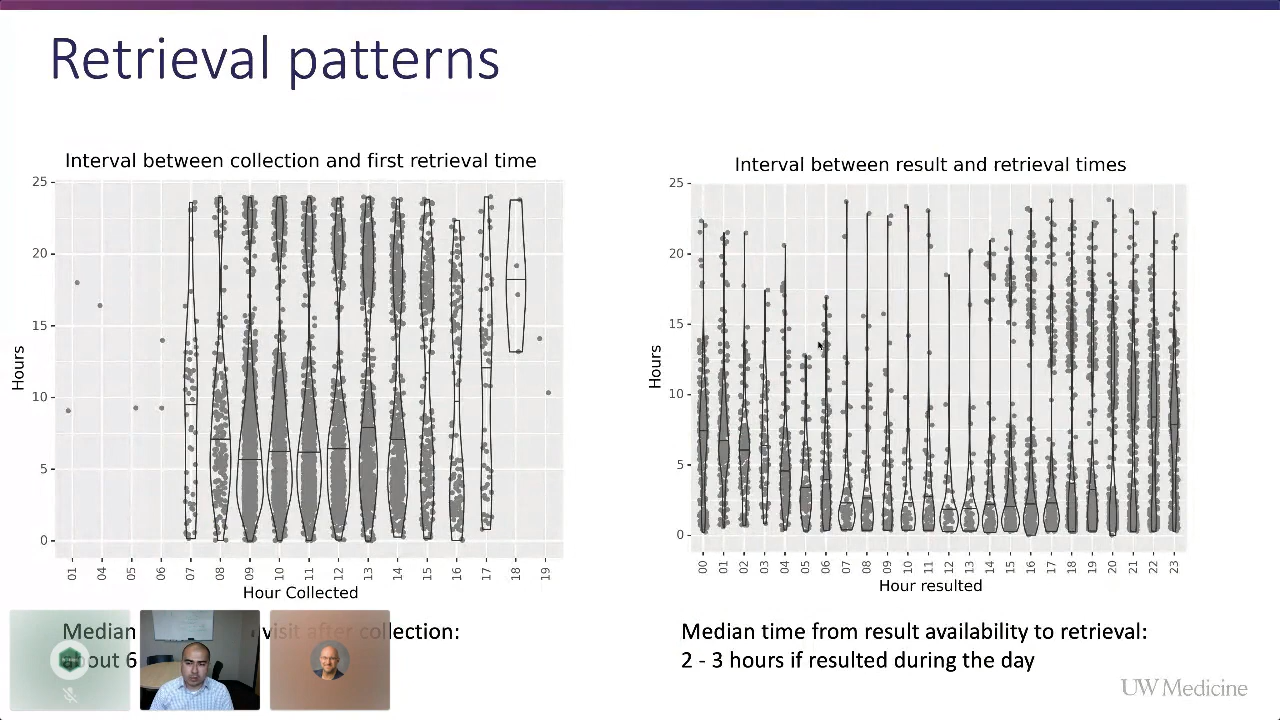 Retrieval patterns
Interval between collection and first retrieval time
25
20
15
10
5
0
Hours
01 04 05 06 07 08 09 10 11 12 13 14 15 16 17 18 19
Hour Collected
Interval between result and retrieval times
25
20
15
10
5
0
Hours
00 01 02 03 04 05 06 07 08 09 10 11 12 13 14 15 16 17 18 19 20 21 22 23
Hour resulted
Median visit after collection:
6
Median time from result availability to retrieval:
2 - 3 hours if resulted during the day
UW Medicine